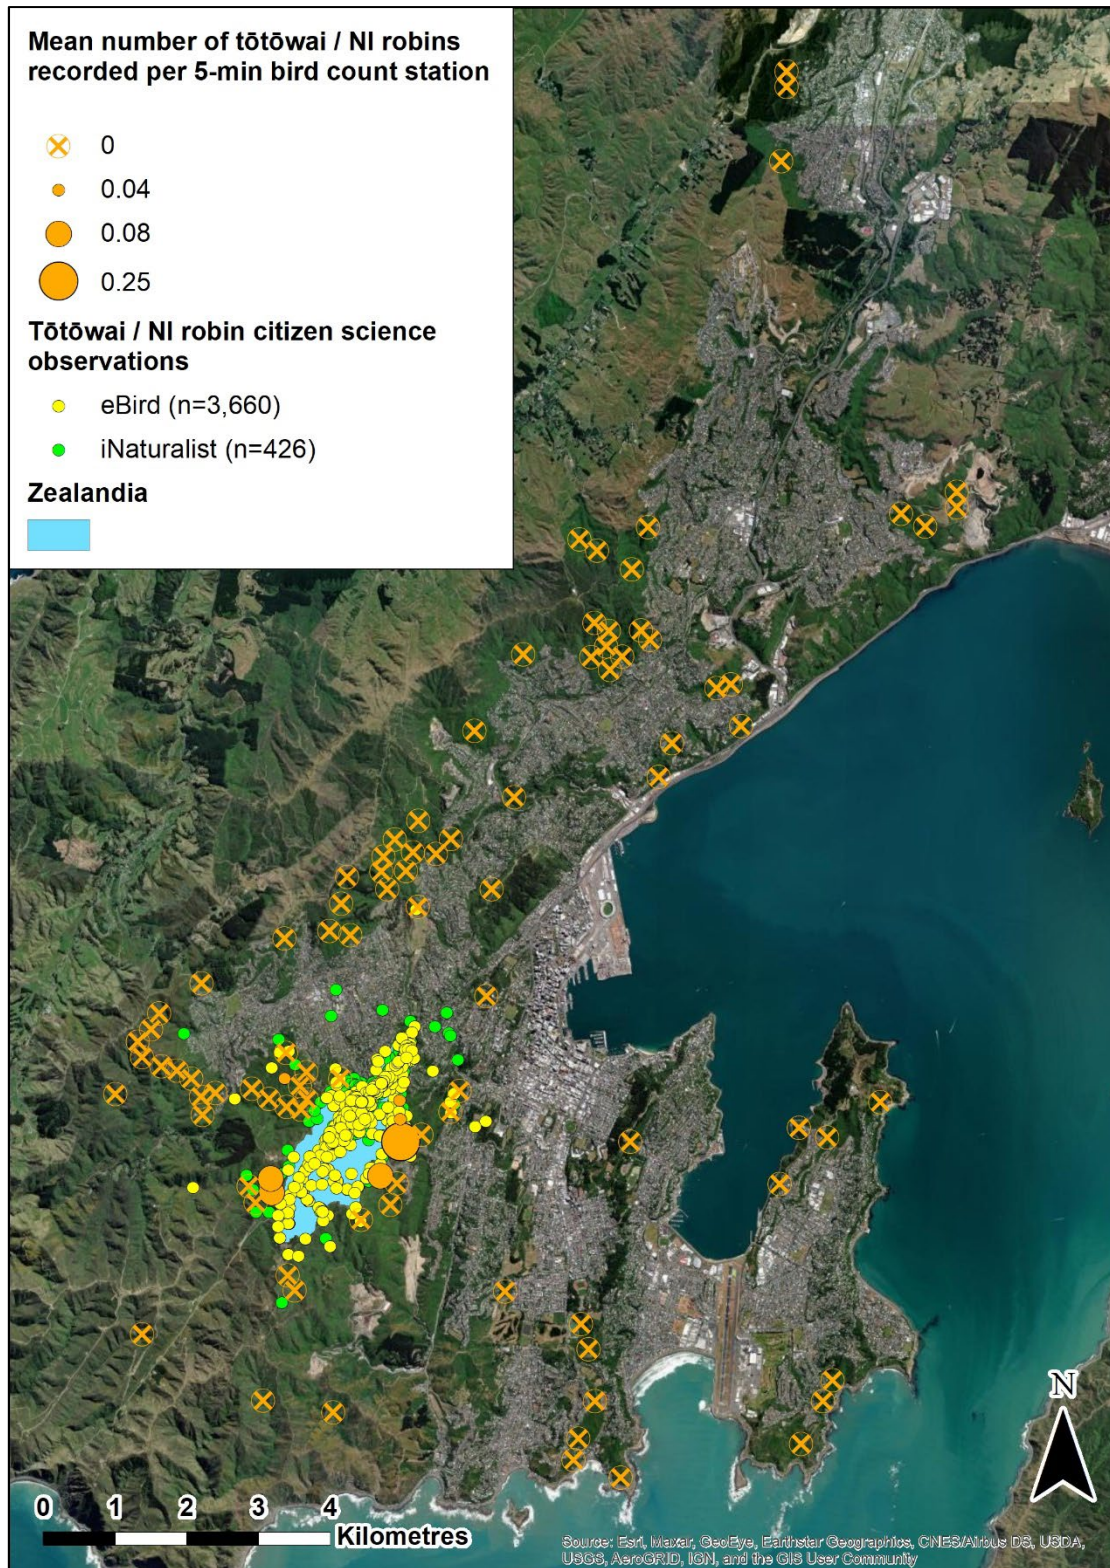 Mean number of tōtōwai / NI robins
recorded per 5-min bird count station
0
0.04
0.08
0.25
Tōtōwai / NI robin citizen science
observations
eBird (n=3,660)
iNaturalist (n=426)
Zealandia
N
0 1 2 3 4
Kilometres
Source: Esri, Maxar, GeoEye, Earthstar Geographics, CNES/Airbus DS, USDA,
USGS, AeroGRID, IGN, and the GIS User Community